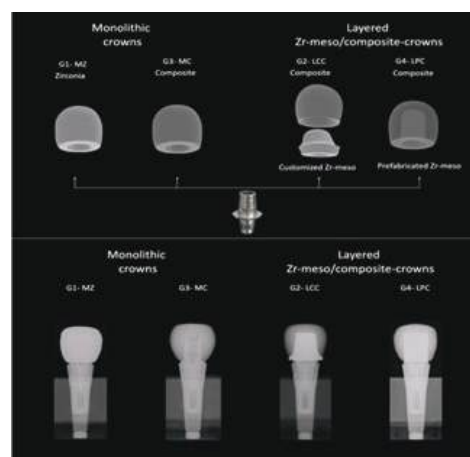 Monolithic
crowns
Layered
Zr-meso/composite-crowns
G1- MZ
Zirconia
G3- MC
Composite
G2- LCC
Composite
G4- LPC
Composite
Customized Zr-meso
Prefabricated Zr-meso
Monolithic
crowns
Layered
Zr-meso/composite-crowns
G1- MZ
G3- MC
G2- LCC
G4- LPC